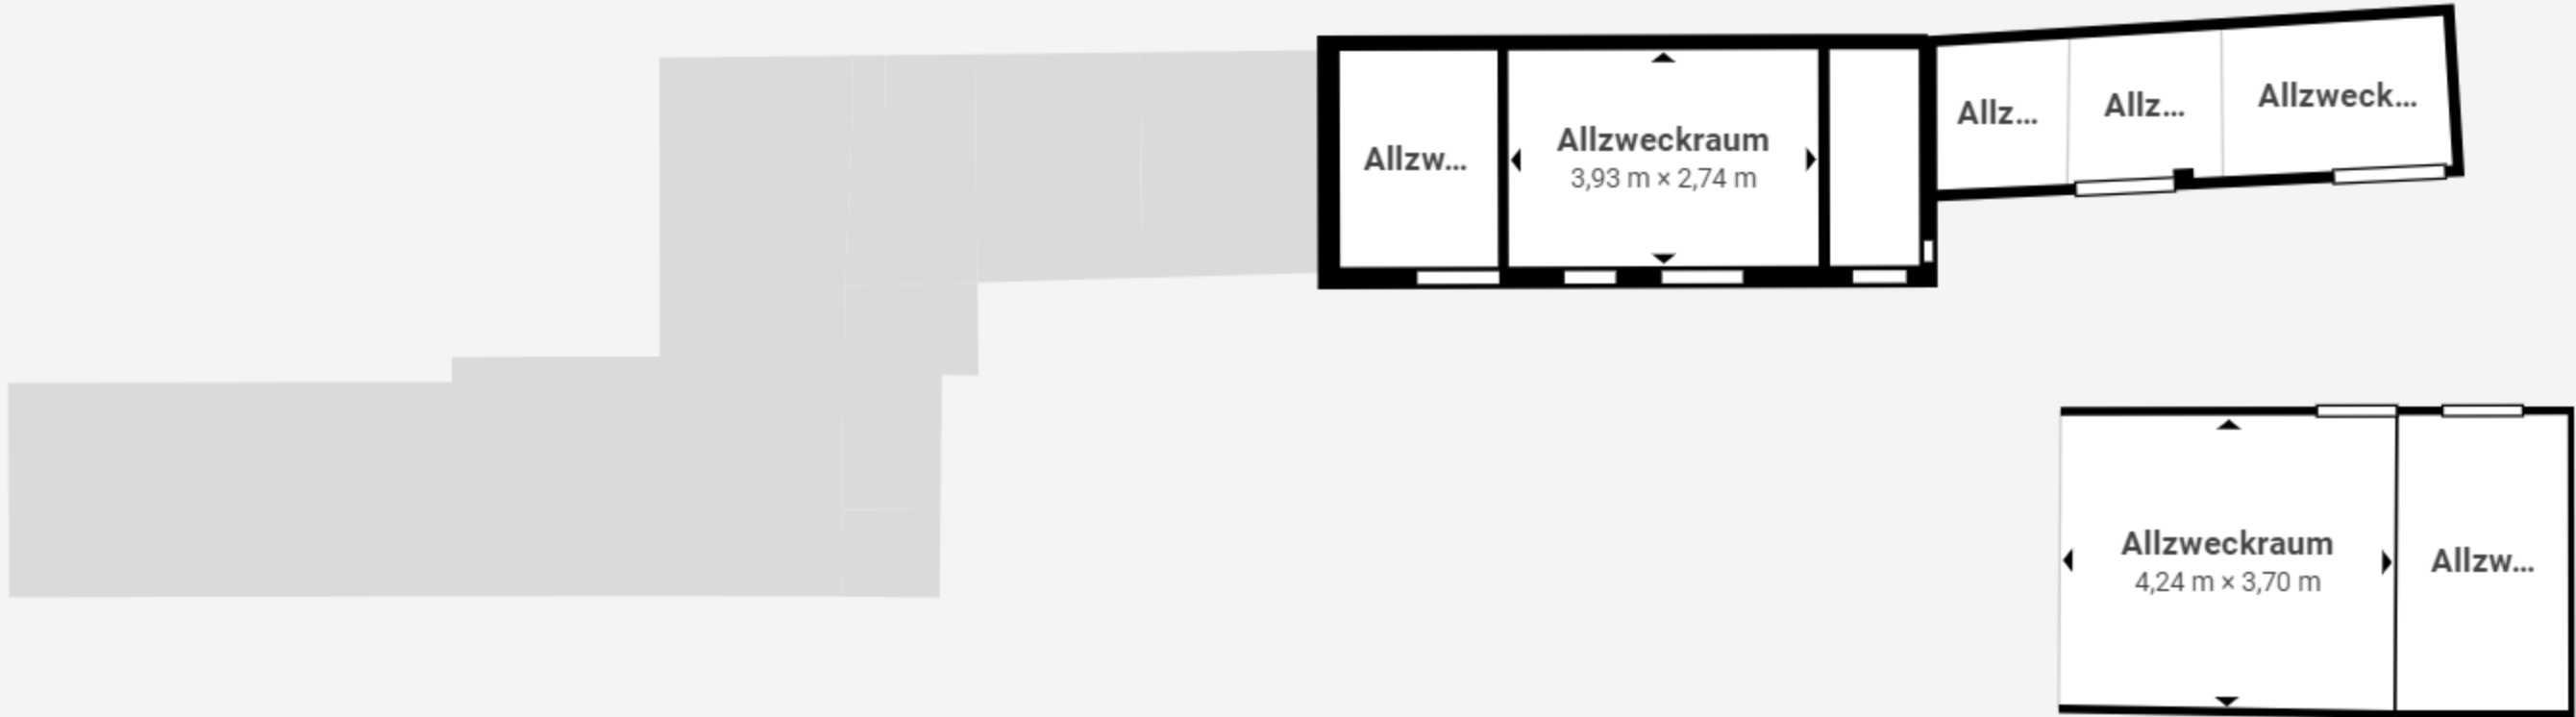 Allzw...
Allzweckraum
3,93 m × 2,74 m
Allz...
Allz...
Allzweck...
Allzweckraum
4,24 m × 3,70 m
Allzw...